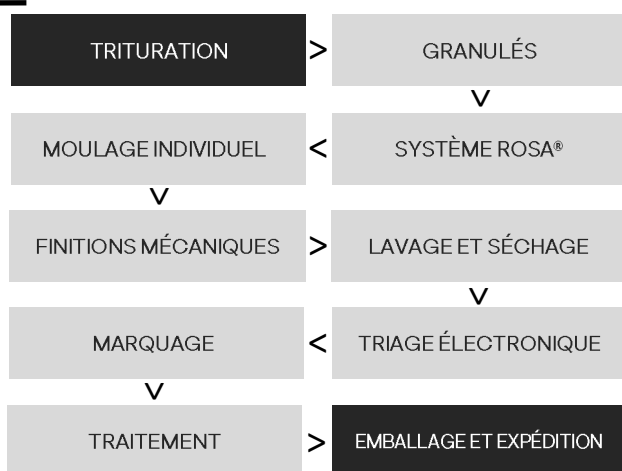 TRITURATION > GRANULÉS
V
MOULAGE INDIVIDUEL < SYSTÈME ROSA®
V
FINITIONS MÉCANIQUES > LAVAGE ET SÉCHAGE
V
MARQUAGE < TRIAGE ÉLECTRONIQUE
V
TRAITEMENT > EMBALLAGE ET EXPÉDITION